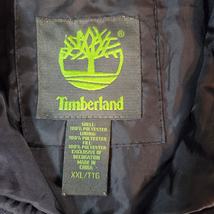 ®
Timberland
SHELL:
100% POLYESTER
LINING:
100% POLYESTER
FILL:
100% POLYESTER
EXCLUSIVE OF
DECORATION
MADE IN
CHINA
XXL/TTG